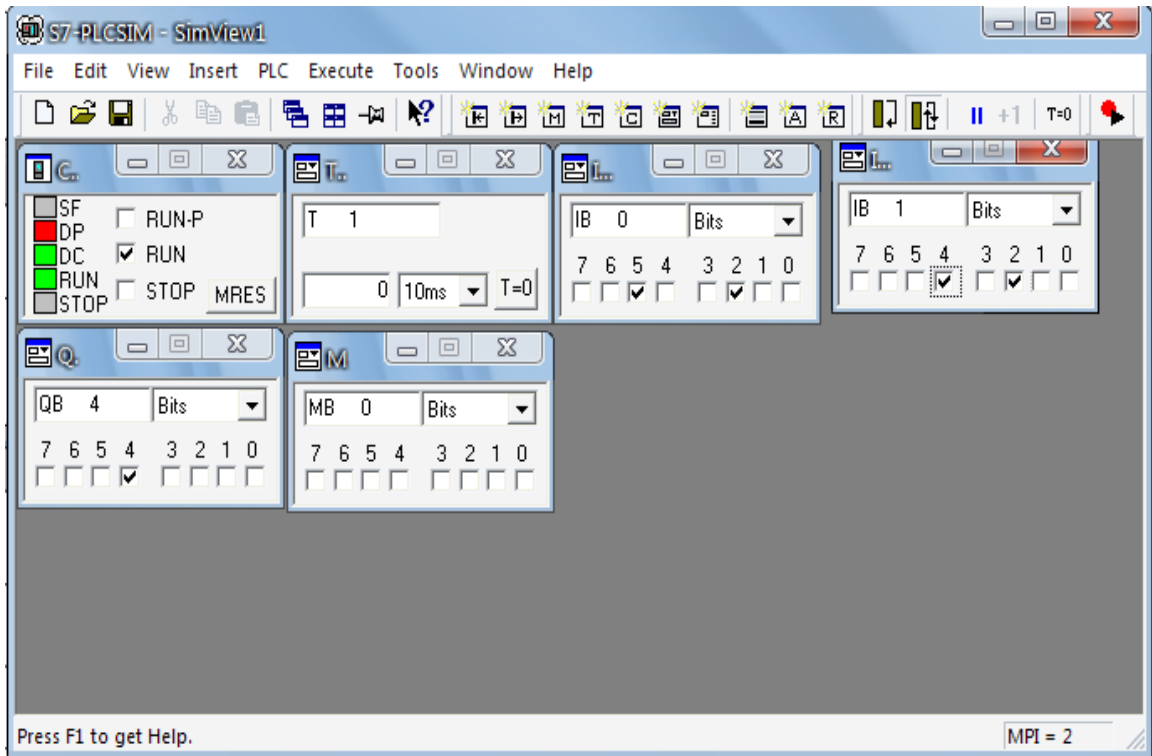 S7-PLCSIM - SimView1
File Edit View Insert PLC Execute Tools Window Help
+1 T=0
C...
SF
DP
DC
RUN
STOP
RUN-P
RUN
STOP MRES
T...
T 1
0 10ms T=0
I...
IB 0 Bits
7 6 5 4 3 2 1 0
I...
IB 1 Bits
7 6 5 4 3 2 1 0
Q.
QB 4 Bits
7 6 5 4 3 2 1 0
M
MB 0 Bits
7 6 5 4 3 2 1 0
Press F1 to get Help.
MPI = 2